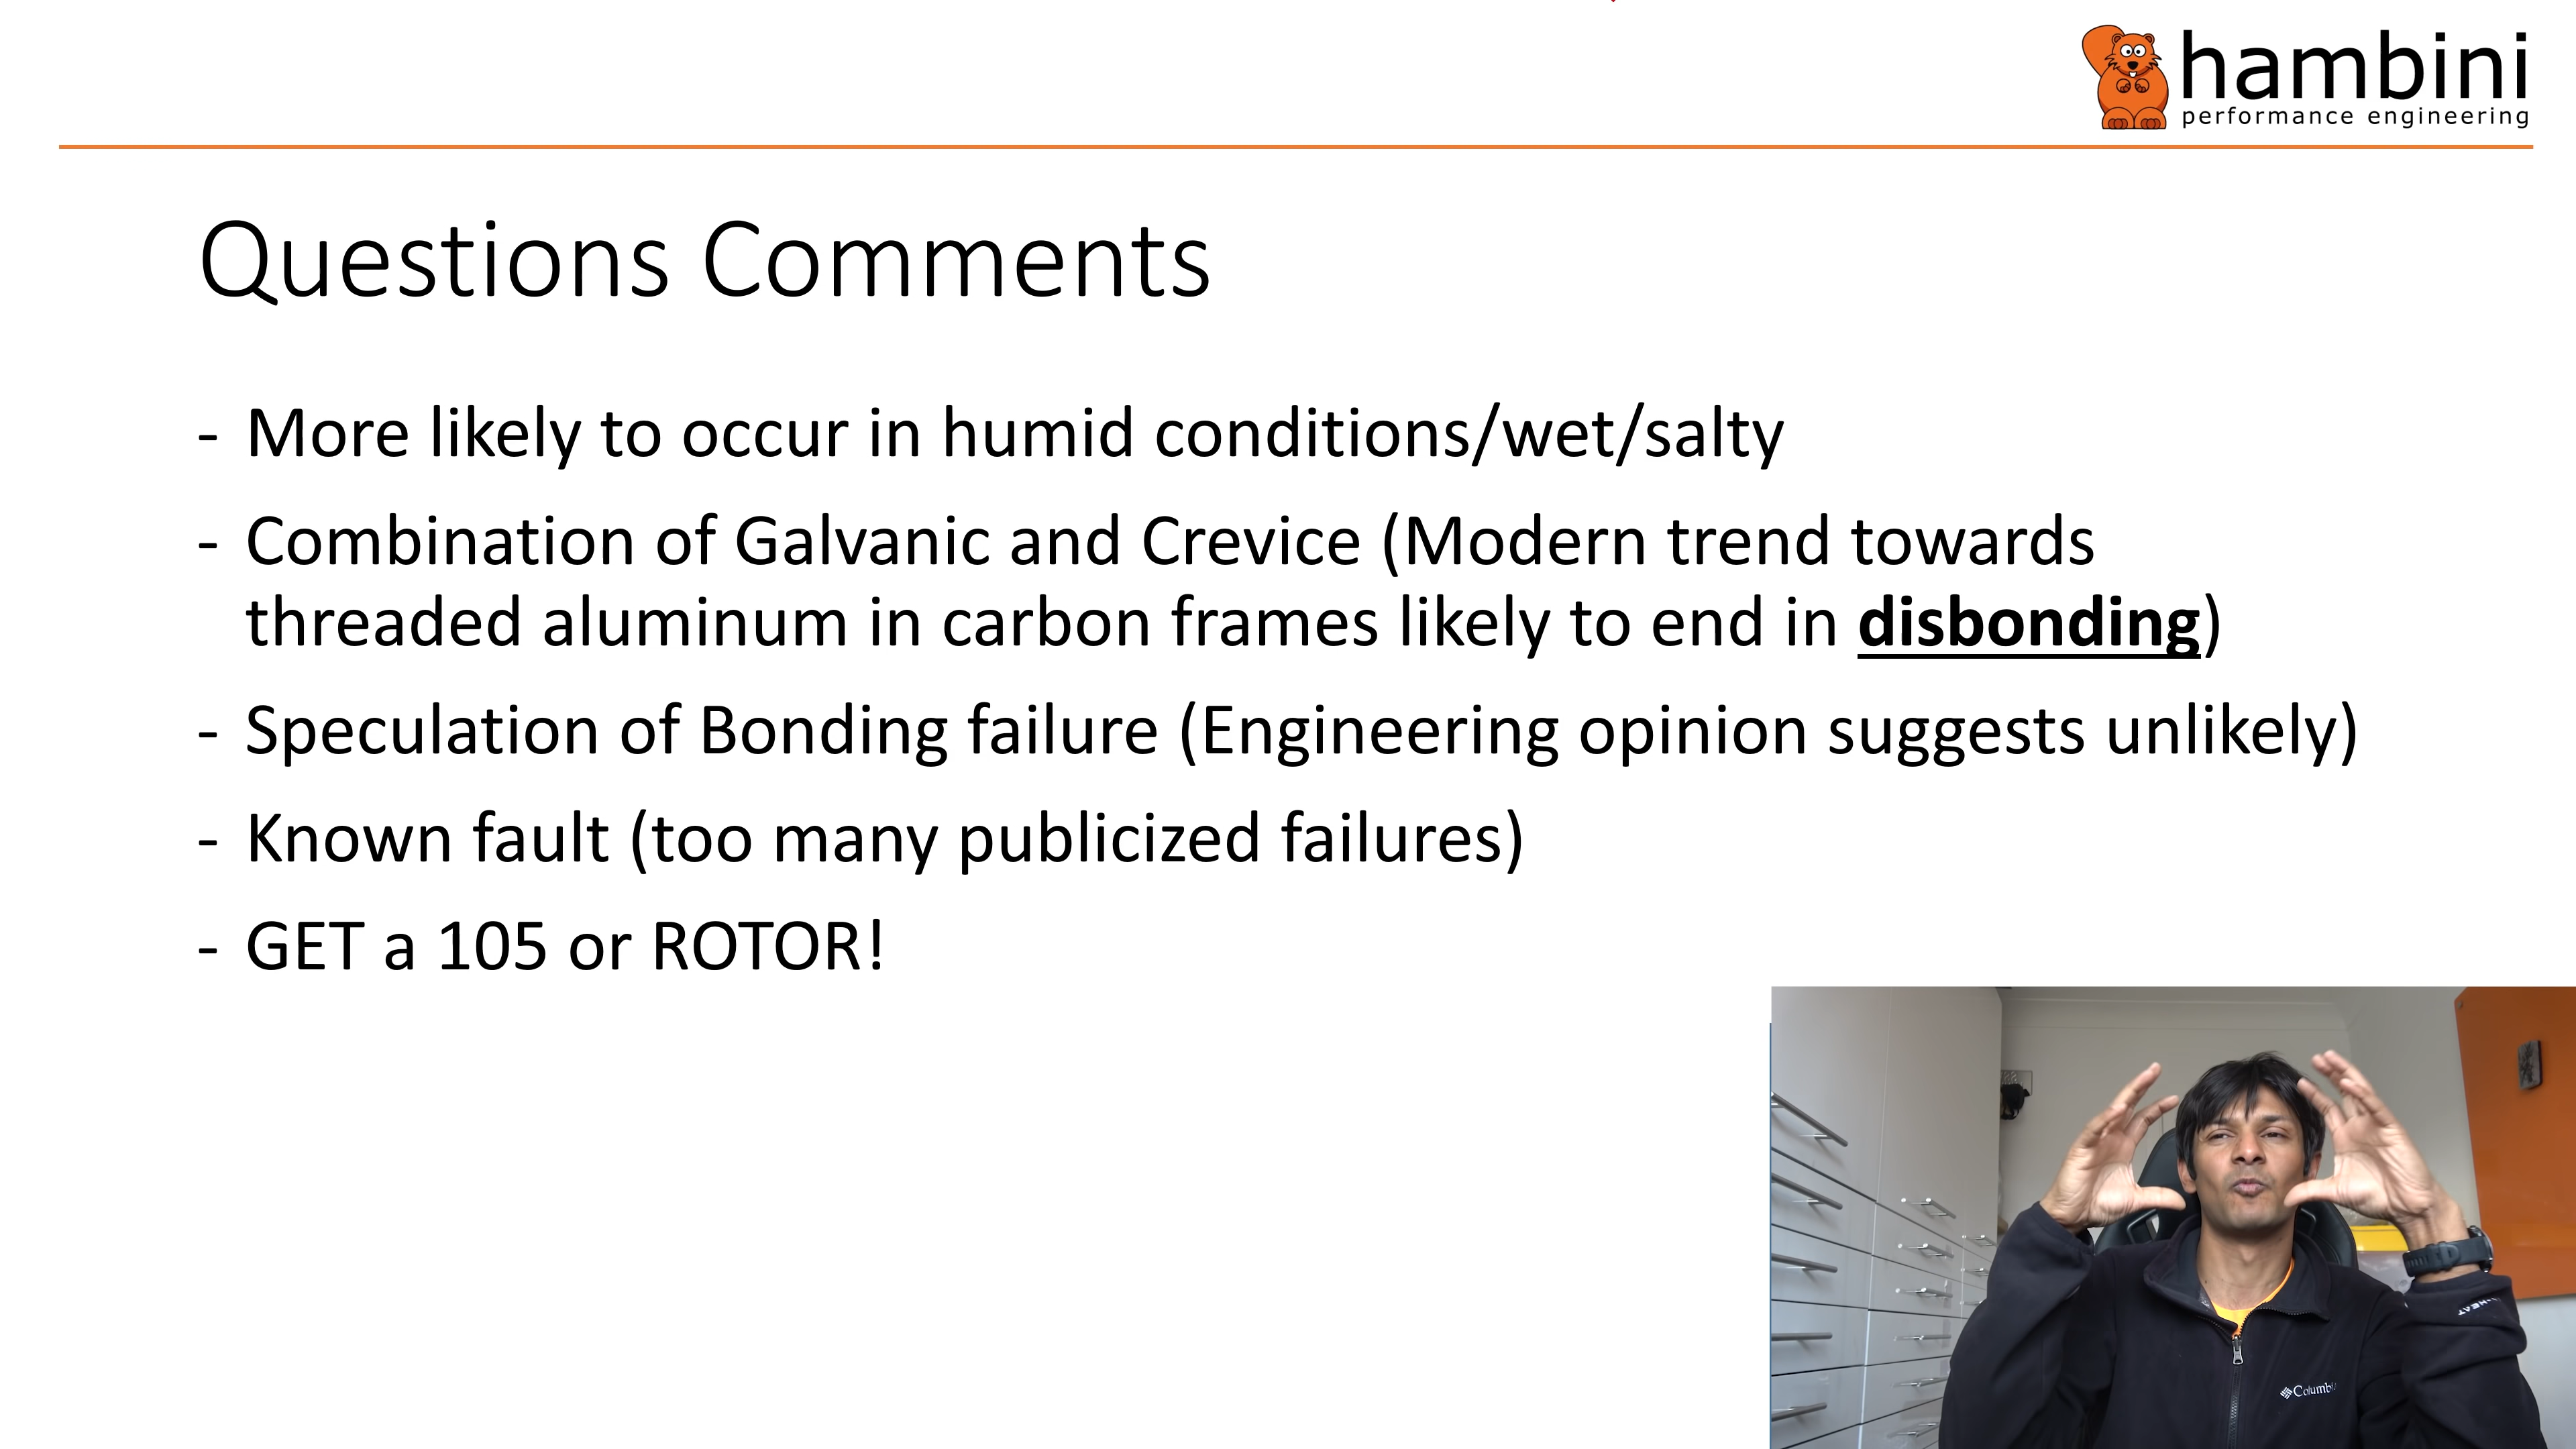 hambini
performance engineering
Questions Comments
- More likely to occur in humid conditions/wet/salty
- Combination of Galvanic and Crevice (Modern trend towards
threaded aluminum in carbon frames likely to end in disbonding)
- Speculation of Bonding failure (Engineering opinion suggests unlikely)
- Known fault (too many publicized failures)
- GET a 105 or ROTOR!